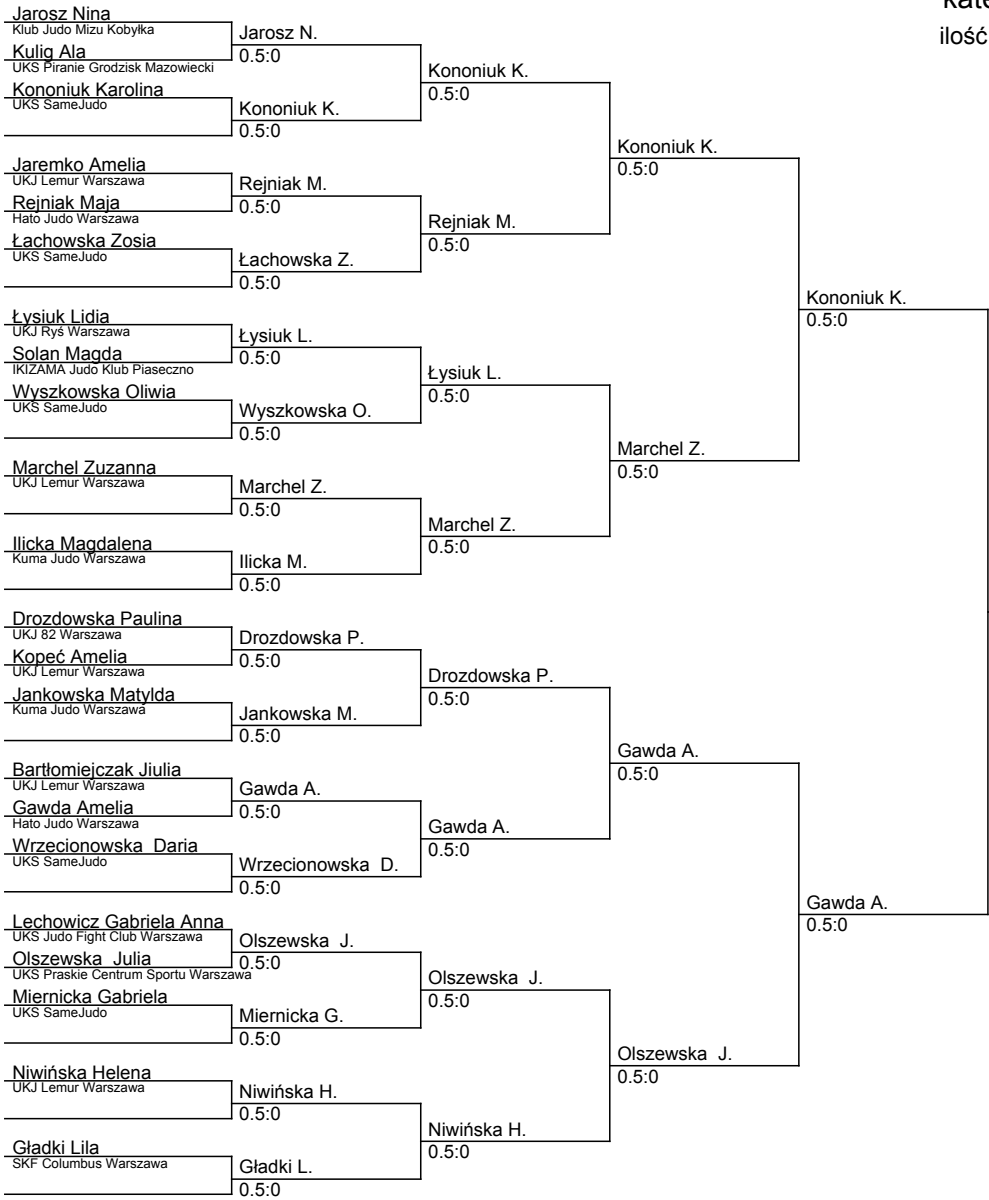 Jarosz Nina
Klub Judo Mizu Kobyłka
Kulig Ala
UKS Piranie Grodzisk Mazowiecki
Kononiuk Karolina
UKS SameJudo
Jaremko Amelia
UKJ Lemur Warszawa
Rejniak Maja
Hato Judo Warszawa
Łachowska Zosia
UKS SameJudo
Łysiuk Lidia
UKJ Ryś Warszawa
Solan Magda
IKIZAMA Judo Klub Piaseczno
Wyszkowska Oliwia
UKS SameJudo
Marchel Zuzanna
UKJ Lemur Warszawa
Ilicka Magdalena
Kuma Judo Warszawa
Drozdowska Paulina
UKJ 82 Warszawa
Kopeć Amelia
UKJ Lemur Warszawa
Jankowska Matylda
Kuma Judo Warszawa
Bartłomiejczak Jiulia
UKJ Lemur Warszawa
Gawda Amelia
Hato Judo Warszawa
Wrzecionowska  Daria
UKS SameJudo
Lechowicz Gabriela Anna
UKS Judo Fight Club Warszawa
Olszewska  Julia
UKS Praskie Centrum Sportu Warszawa
Miernicka Gabriela
UKS SameJudo
Niwińska Helena
UKJ Lemur Warszawa
Gładki Lila
SKF Columbus Warszawa
Jarosz N.
0.5:0
Kononiuk K.
0.5:0
Rejniak M.
0.5:0
Łachowska Z.
0.5:0
Łysiuk L.
0.5:0
Wyszkowska O.
0.5:0
Marchel Z.
0.5:0
Ilicka M.
0.5:0
Drozdowska P.
0.5:0
Jankowska M.
0.5:0
Gawda A.
0.5:0
Wrzecionowska  D.
0.5:0
Olszewska  J.
0.5:0
Miernicka G.
0.5:0
Niwińska H.
0.5:0
Gładki L.
0.5:0
Kononiuk K.
0.5:0
Rejniak M.
0.5:0
Łysiuk L.
0.5:0
Marchel Z.
0.5:0
Drozdowska P.
0.5:0
Gawda A.
0.5:0
Olszewska  J.
0.5:0
Niwińska H.
0.5:0
Kononiuk K.
0.5:0
Marchel Z.
0.5:0
Gawda A.
0.5:0
Olszewska  J.
0.5:0
Kononiuk K.
0.5:0
Gawda A.
0.5:0
ilość